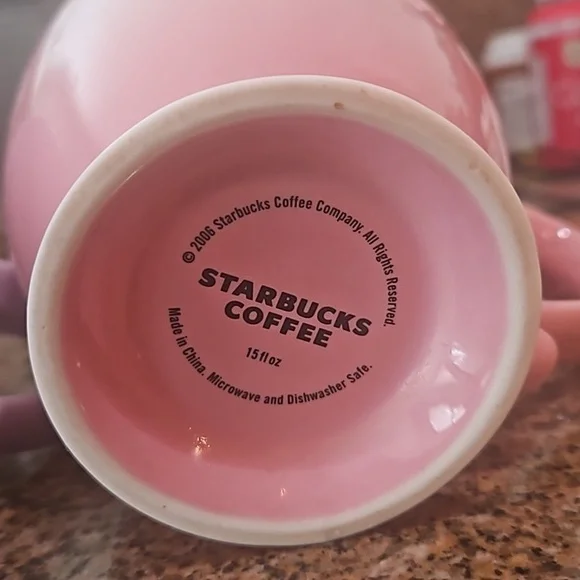 © 2006 Starbucks Coffee Company. All Rights Reserved.
STARBUCKS
COFFEE
15 fl oz
Made in China. Microwave and Dishwasher Safe.